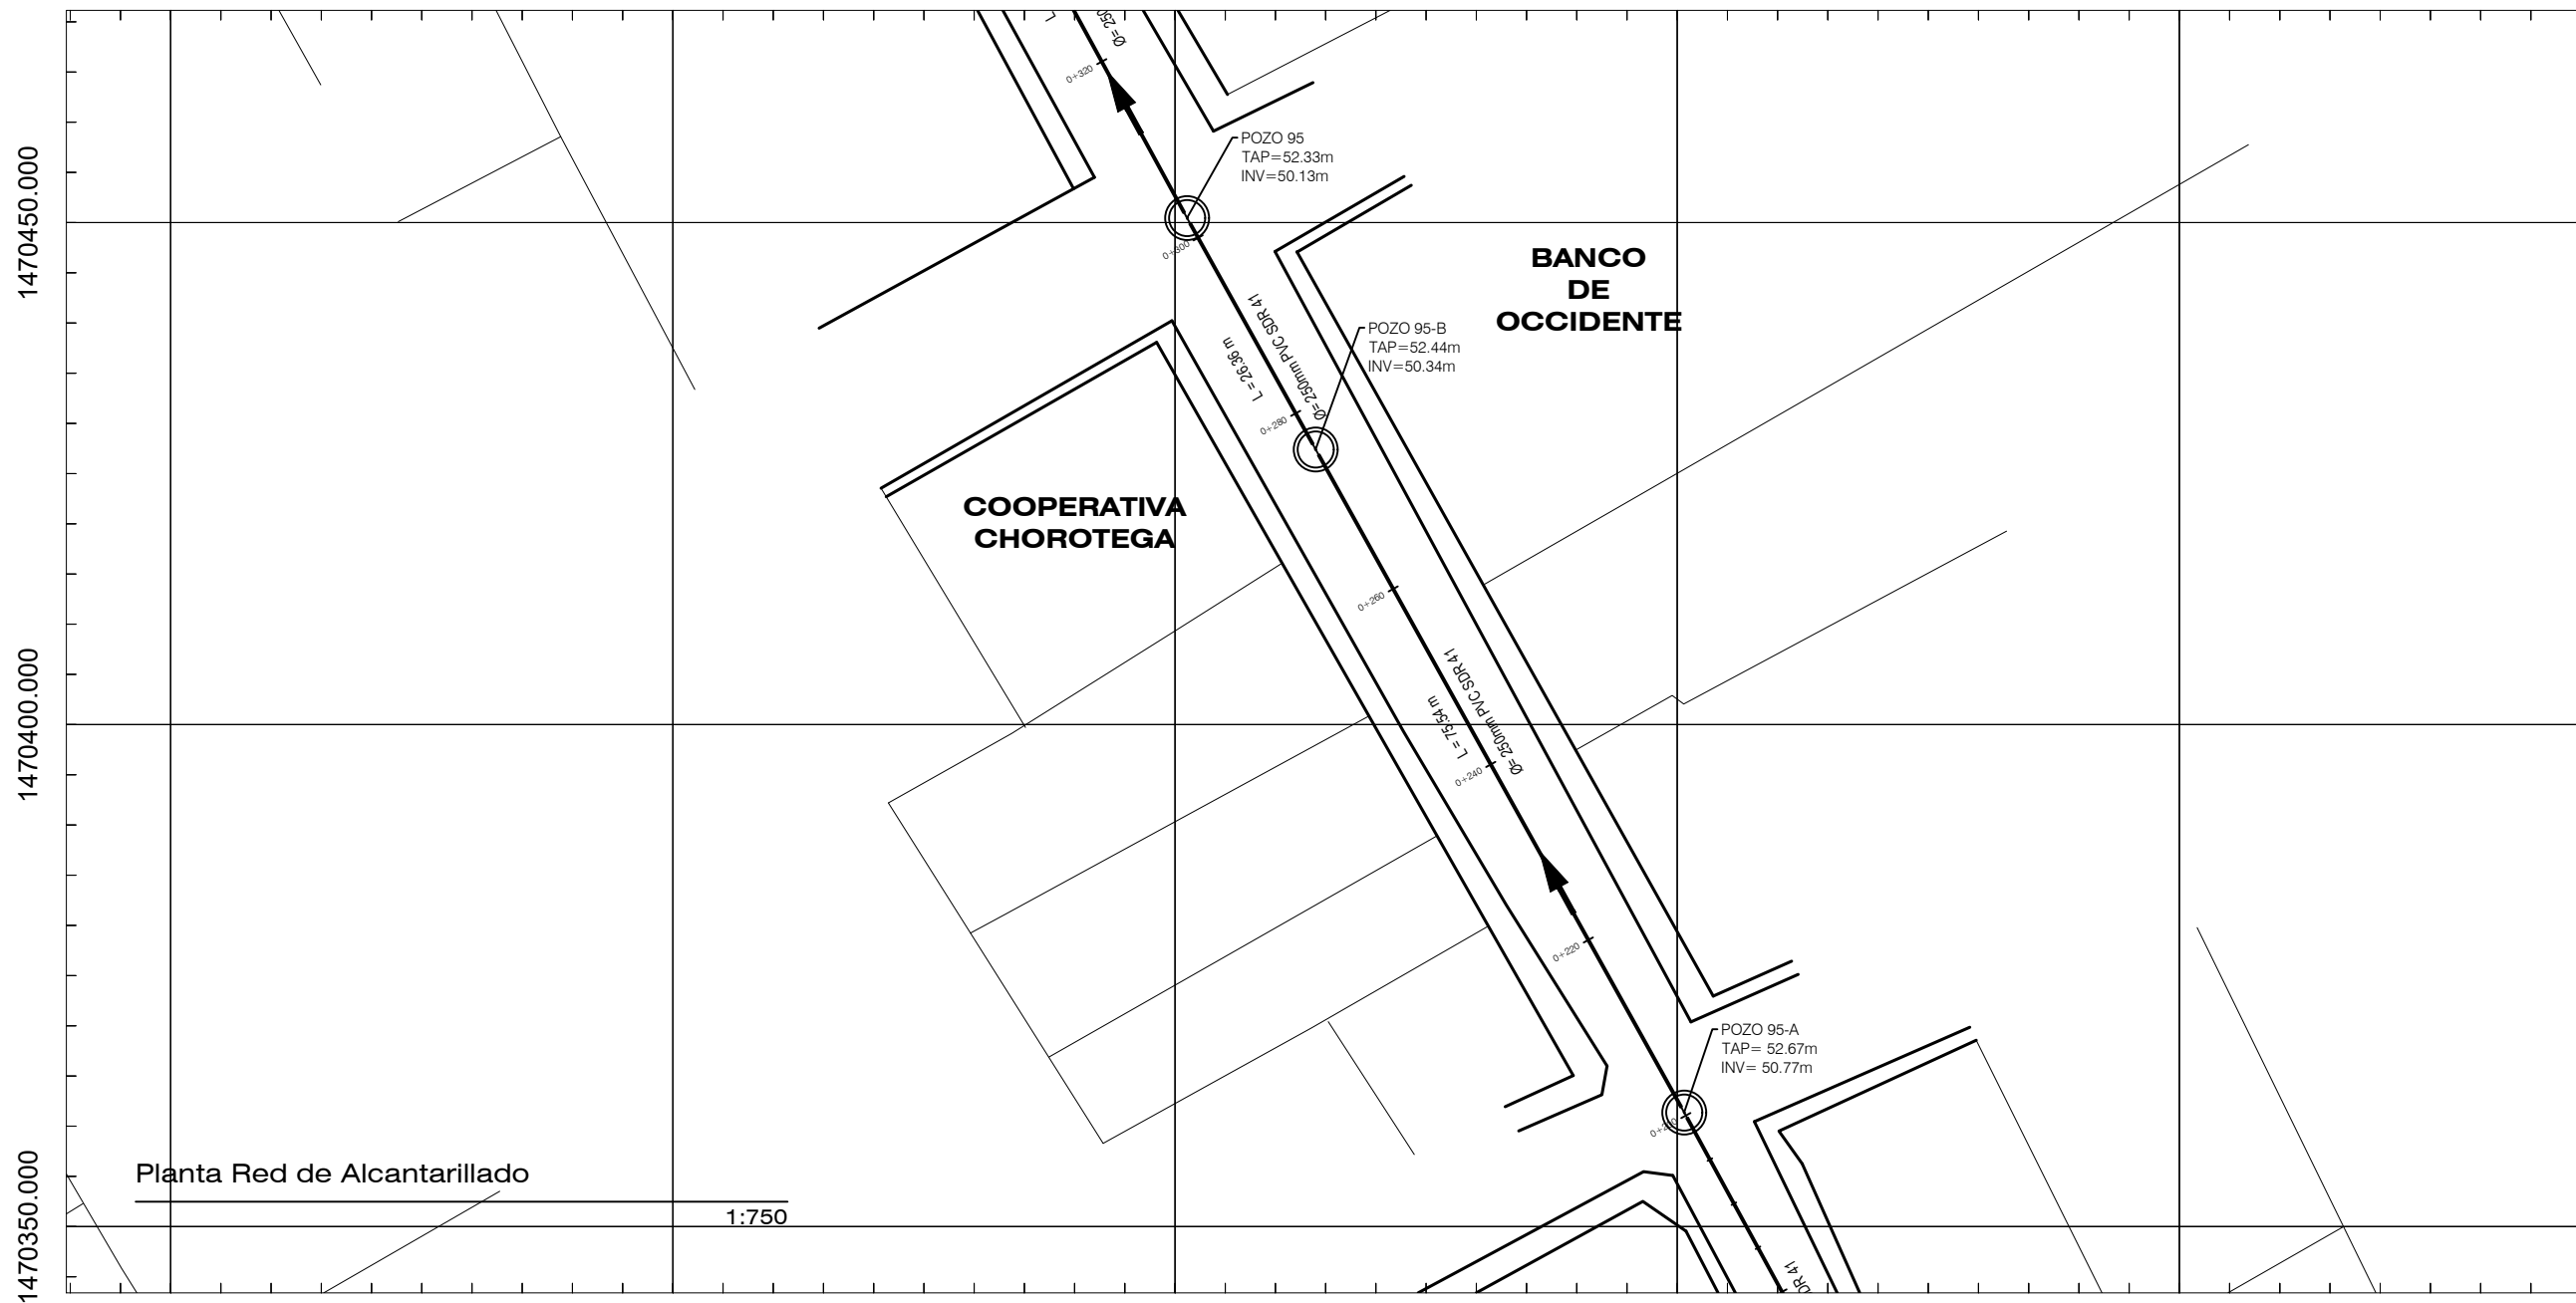 L
Ø= 250
0+320
POZO 95
TAP=52.33m
INV=50.13m
0+300
1470450.000
BANCO
DE
OCCIDENTE
Ø= 250mm PVC SDR 41
L = 26.36 m
POZO 95-B
TAP=52.44m
INV=50.34m
0+280
COOPERATIVA
CHOROTEGA
0+260
1470400.000
Ø= 250mm PVC SDR 41
L = 75.54 m
0+240
0+220
POZO 95-A
TAP= 52.67m
INV= 50.77m
Planta Red de Alcantarillado
1:750
1470350.000
DR 41